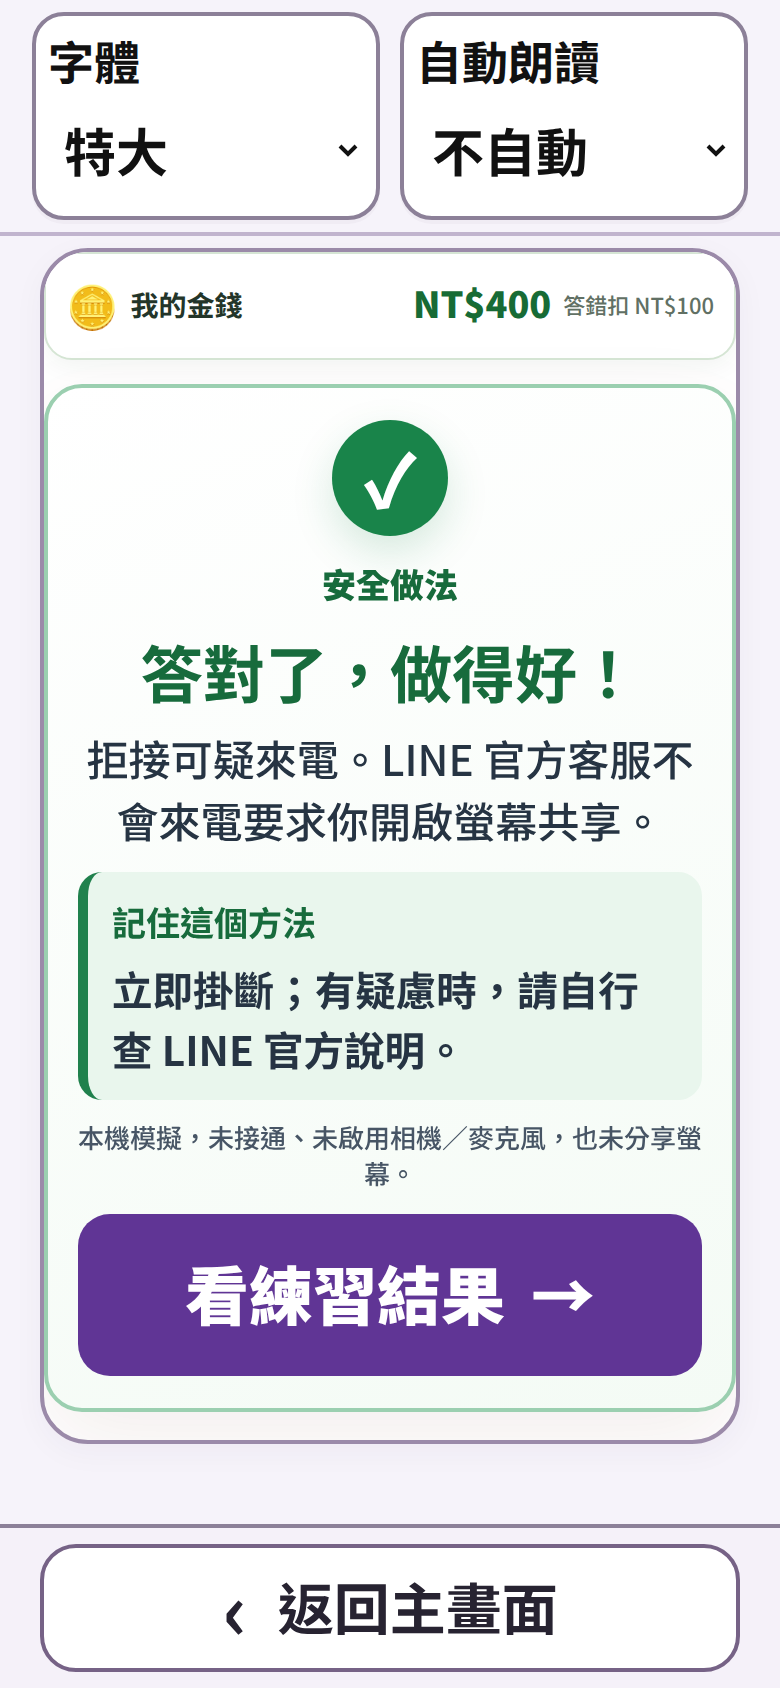 字體
特大
自動朗讀
不自動
我的金錢
NT$400 答錯扣 NT$100
安全做法
答對了，做得好！
拒接可疑來電。LINE 官方客服不
會來電要求你開啟螢幕共享。
記住這個方法
立即掛斷；有疑慮時，請自行
查 LINE 官方說明。
本機模擬，未接通、未啟用相機／麥克風，也未分享螢
幕。
看練習結果 →
‹ 返回主畫面